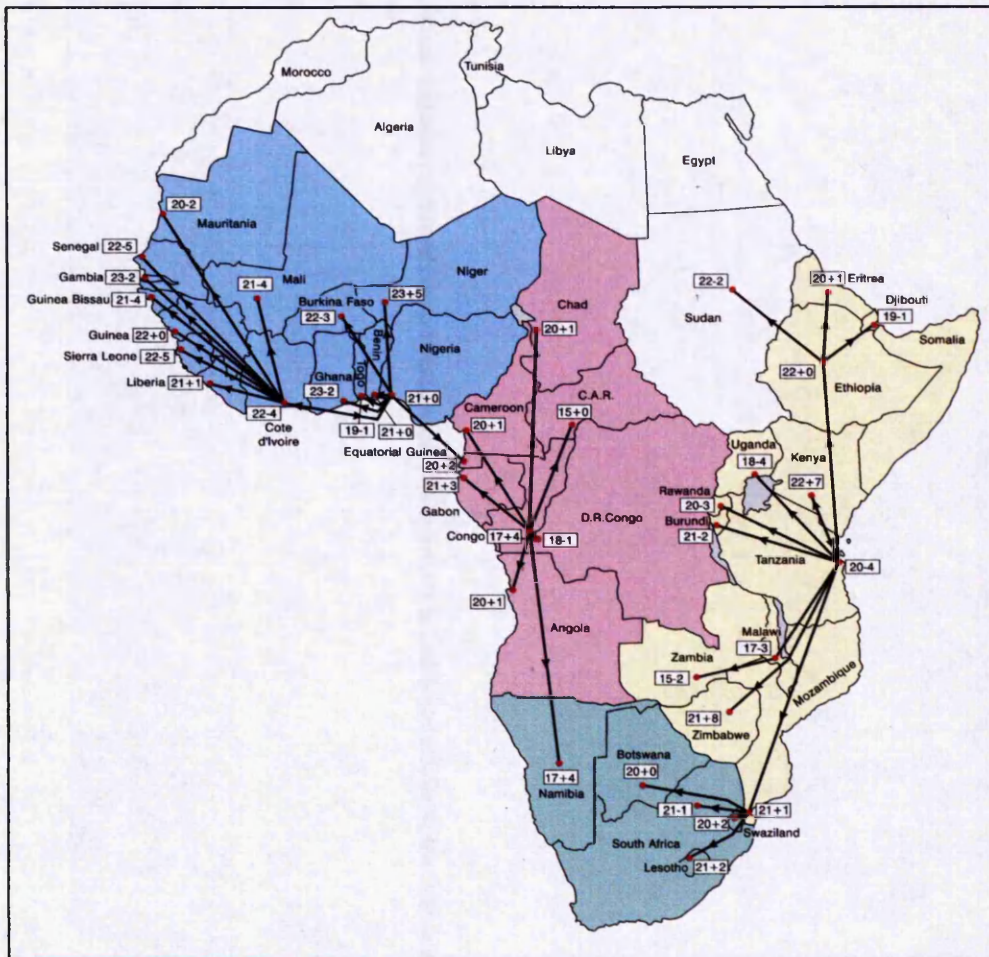 Tunisia
Morocco
Algeria
Libya
Egypt
20-2
Mauritania
Senegal 22-5
Gambia 23-2
Guinea Bissau 21-4
Guinea 22+0
Sierra Leone 22-5
Liberia 21+1
Mali
21-4
Niger
Burkina Faso
22-3
23+5
Benin
Togo
Ghana
23-2
Nigeria
22-4
Cote
d'Ivoire
19-1
21+0
21+0
Chad
20+1
Sudan
22-2
20+1 Eritrea
Djibouti
19-1
Somalia
22+0
Ethiopia
C.A.R.
15+0
Cameroon
20+1
Equatorial Guinea
20+2
21+3
Gabon
Congo 17+4
18-1
D.R.Congo
20+1
Angola
Uganda
18-4
Kenya
22+7
Rawanda
20-3
Burundi
21-2
Tanzania
20-4
Malawi
17-3
Zambia
15-2
Mozambique
21+8
Zimbabwe
17+4
Namibia
Botswana
20+0
21-1
20+2
21+1
Swaziland
South Africa
Lesotho 21+2